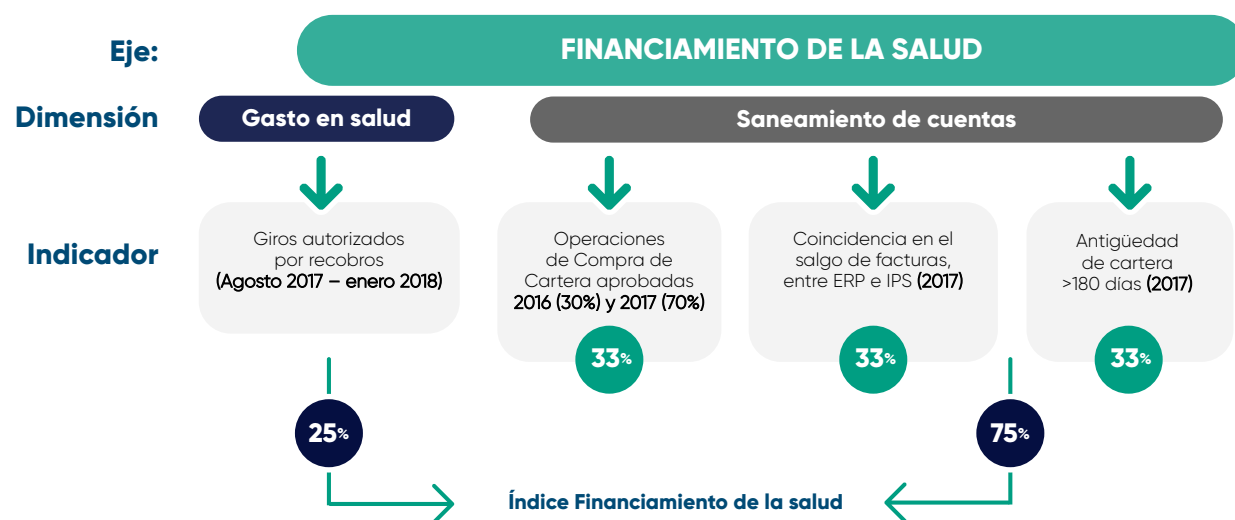 Eje:
FINANCIAMIENTO DE LA SALUD
Dimensión
Gasto en salud
Saneamiento de cuentas
Indicador
Giros autorizados
por recobros
(Agosto 2017 – enero 2018)
Operaciones
de Compra de
Cartera aprobadas
2016 (30%) y 2017 (70%)
33%
Coincidencia en el
salgo de facturas,
entre ERP e IPS (2017)
33%
Antigüedad
de cartera
>180 días (2017)
33%
25%
75%
Índice Financiamiento de la salud